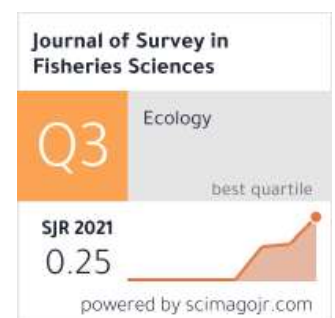 Journal of Survey in
Fisheries Sciences
Q3
Ecology
best quartile
SJR 2021
0.25
powered by scimagojr.com